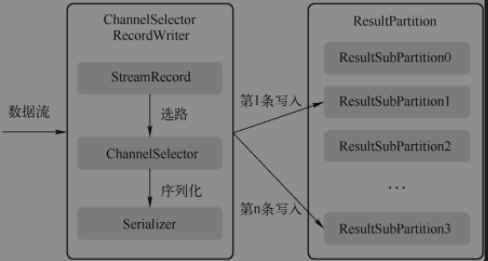 数据流
ChannelSelector
RecordWriter
StreamRecord
选路
ChannelSelector
序列化
Serializer
第1条写入
第n条写入
ResultPartition
ResultSubPartition0
ResultSubPartition1
ResultSubPartition2
...
ResultSubPartition3